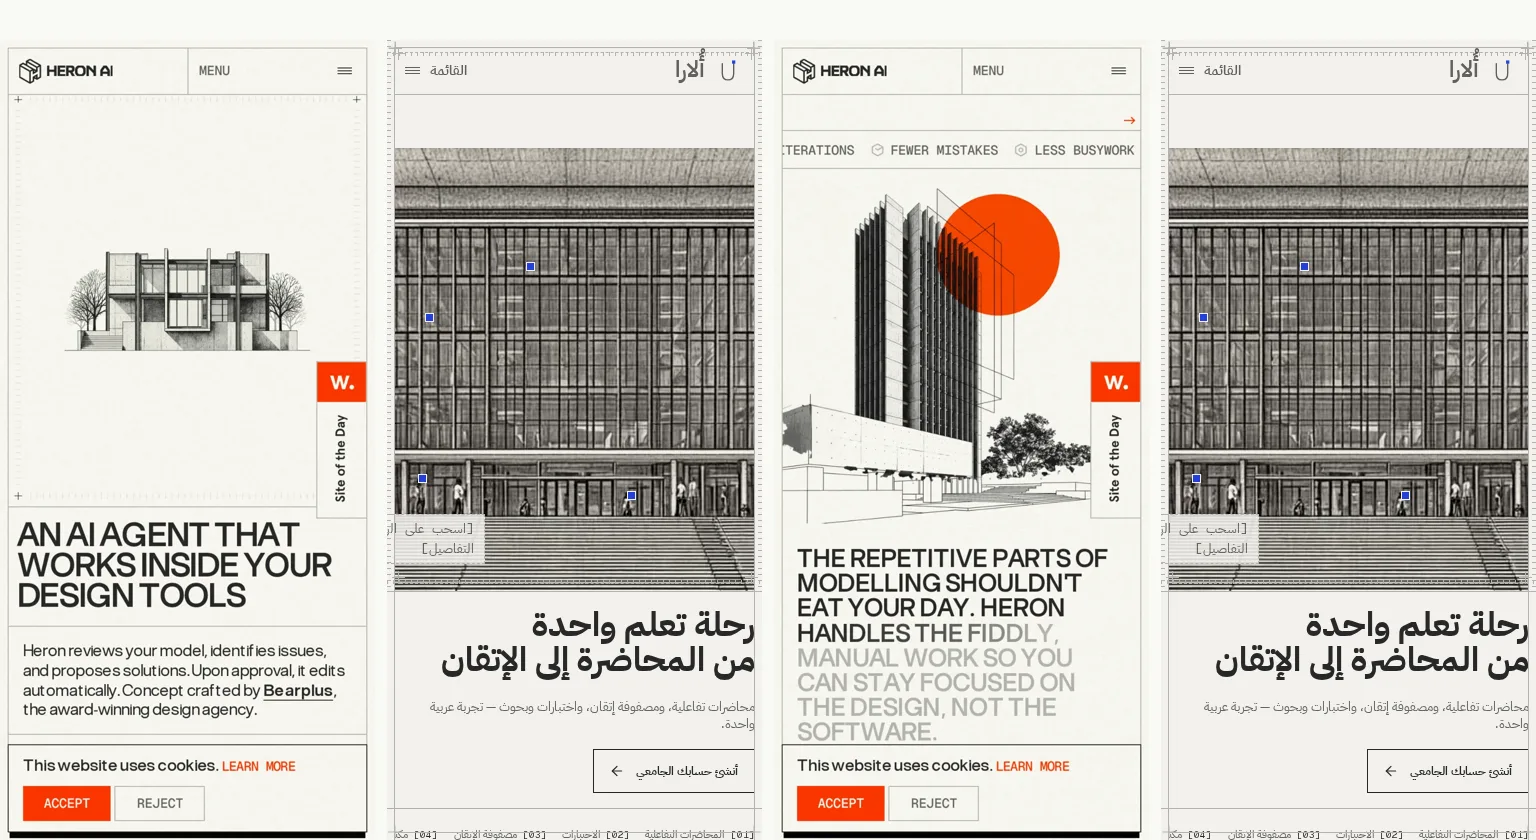 HERON AI
MENU
W.
Site of the Day
AN AI AGENT THAT
WORKS INSIDE YOUR
DESIGN TOOLS
Heron reviews your model, identifies issues,
and proposes solutions. Upon approval, it edits
automatically. Concept crafted by Bearplus,
the award-winning design agency.
This website uses cookies. LEARN MORE
ACCEPT
REJECT
ألارا
القائمة
[اسحب على
التفاصيل]
رحلة تعلم واحدة
من المحاضرة إلى الإتقان
محاضرات تفاعلية، ومصفوفة إتقان، واختبارات وبحوث — تجربة عربية
واحدة.
أنشئ حسابك الجامعي ←
[01] المحاضرات التفاعلية [02] الاختبارات [03] مصفوفة الإتقان [04]
HERON AI
MENU
→
FEWER MISTAKES LESS BUSYWORK
W.
Site of the Day
THE REPETITIVE PARTS OF
MODELLING SHOULDN'T
EAT YOUR DAY. HERON
HANDLES THE FIDDLY,
MANUAL WORK SO YOU
CAN STAY FOCUSED ON
THE DESIGN, NOT THE
SOFTWARE.
This website uses cookies. LEARN MORE
ACCEPT
REJECT
ألارا
القائمة
[اسحب على
التفاصيل]
رحلة تعلم واحدة
من المحاضرة إلى الإتقان
محاضرات تفاعلية، ومصفوفة إتقان، واختبارات وبحوث — تجربة عربية
واحدة.
أنشئ حسابك الجامعي ←
[01] المحاضرات التفاعلية [02] الاختبارات [03] مصفوفة الإتقان [04]